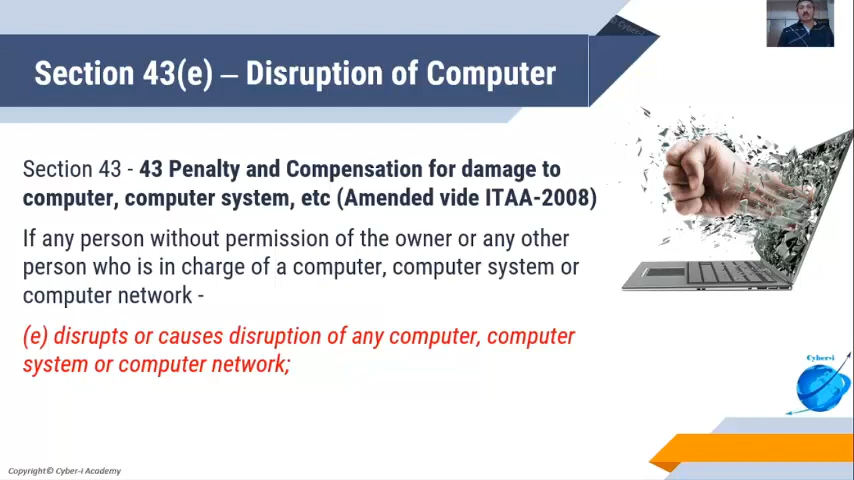 Section 43(e) – Disruption of Computer
Section 43 - 43 Penalty and Compensation for damage to
computer, computer system, etc (Amended vide ITAA-2008)
If any person without permission of the owner or any other
person who is in charge of a computer, computer system or
computer network -
(e) disrupts or causes disruption of any computer, computer
system or computer network;
Cyber-i
Copyright© Cyber-i Academy